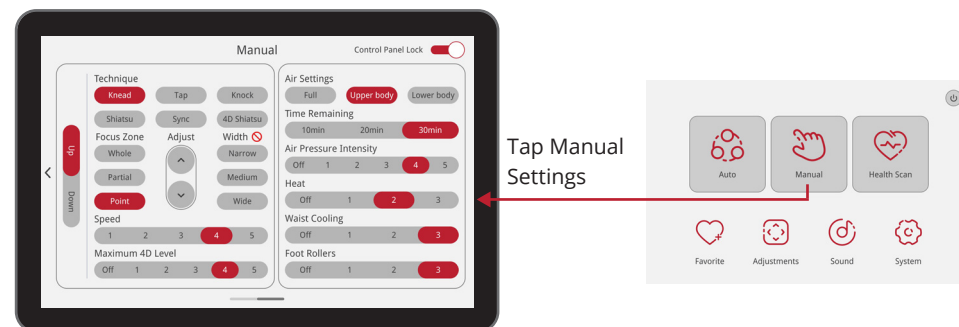 Manual
Control Panel Lock
Up
Down
Technique
Knead Tap Knock
Shiatsu Sync 4D Shiatsu
Focus Zone Adjust Width
Whole Narrow
Partial Medium
Point Wide
Speed
1 2 3 4 5
Maximum 4D Level
Off 1 2 3 4 5
Air Settings
Full Upper body Lower body
Time Remaining
10min 20min 30min
Air Pressure Intensity
Off 1 2 3 4 5
Heat
Off 1 2 3
Waist Cooling
Off 1 2 3
Foot Rollers
Off 1 2 3
Tap Manual
Settings
Auto Manual Health Scan
Favorite Adjustments Sound System